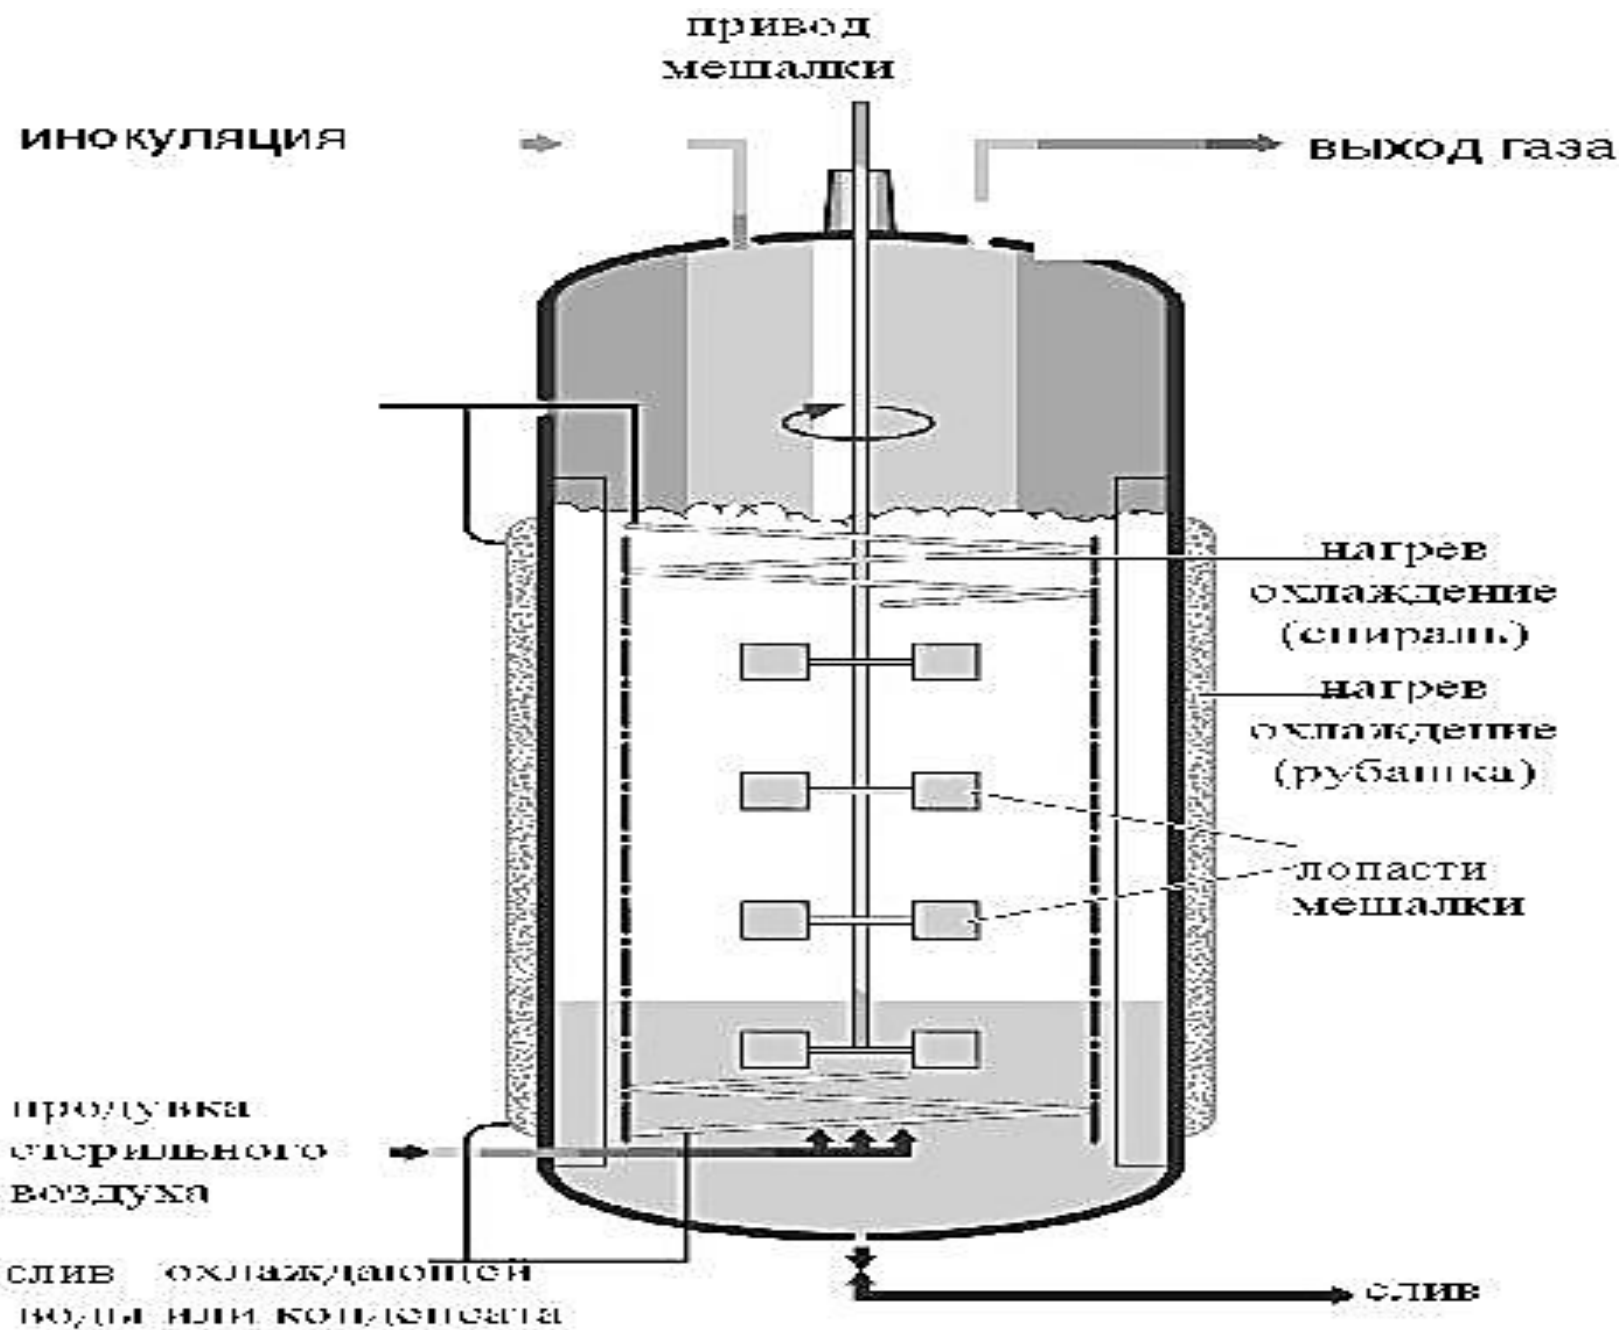 привод
мешалки
инокуляция
выход газа
нагрев
охлаждение
(спираль)
нагрев
охлаждение
(рубашка)
лопасти
мешалки
продувка
стерильного
воздуха
слив охлаждающей
воды или конденсата
слив